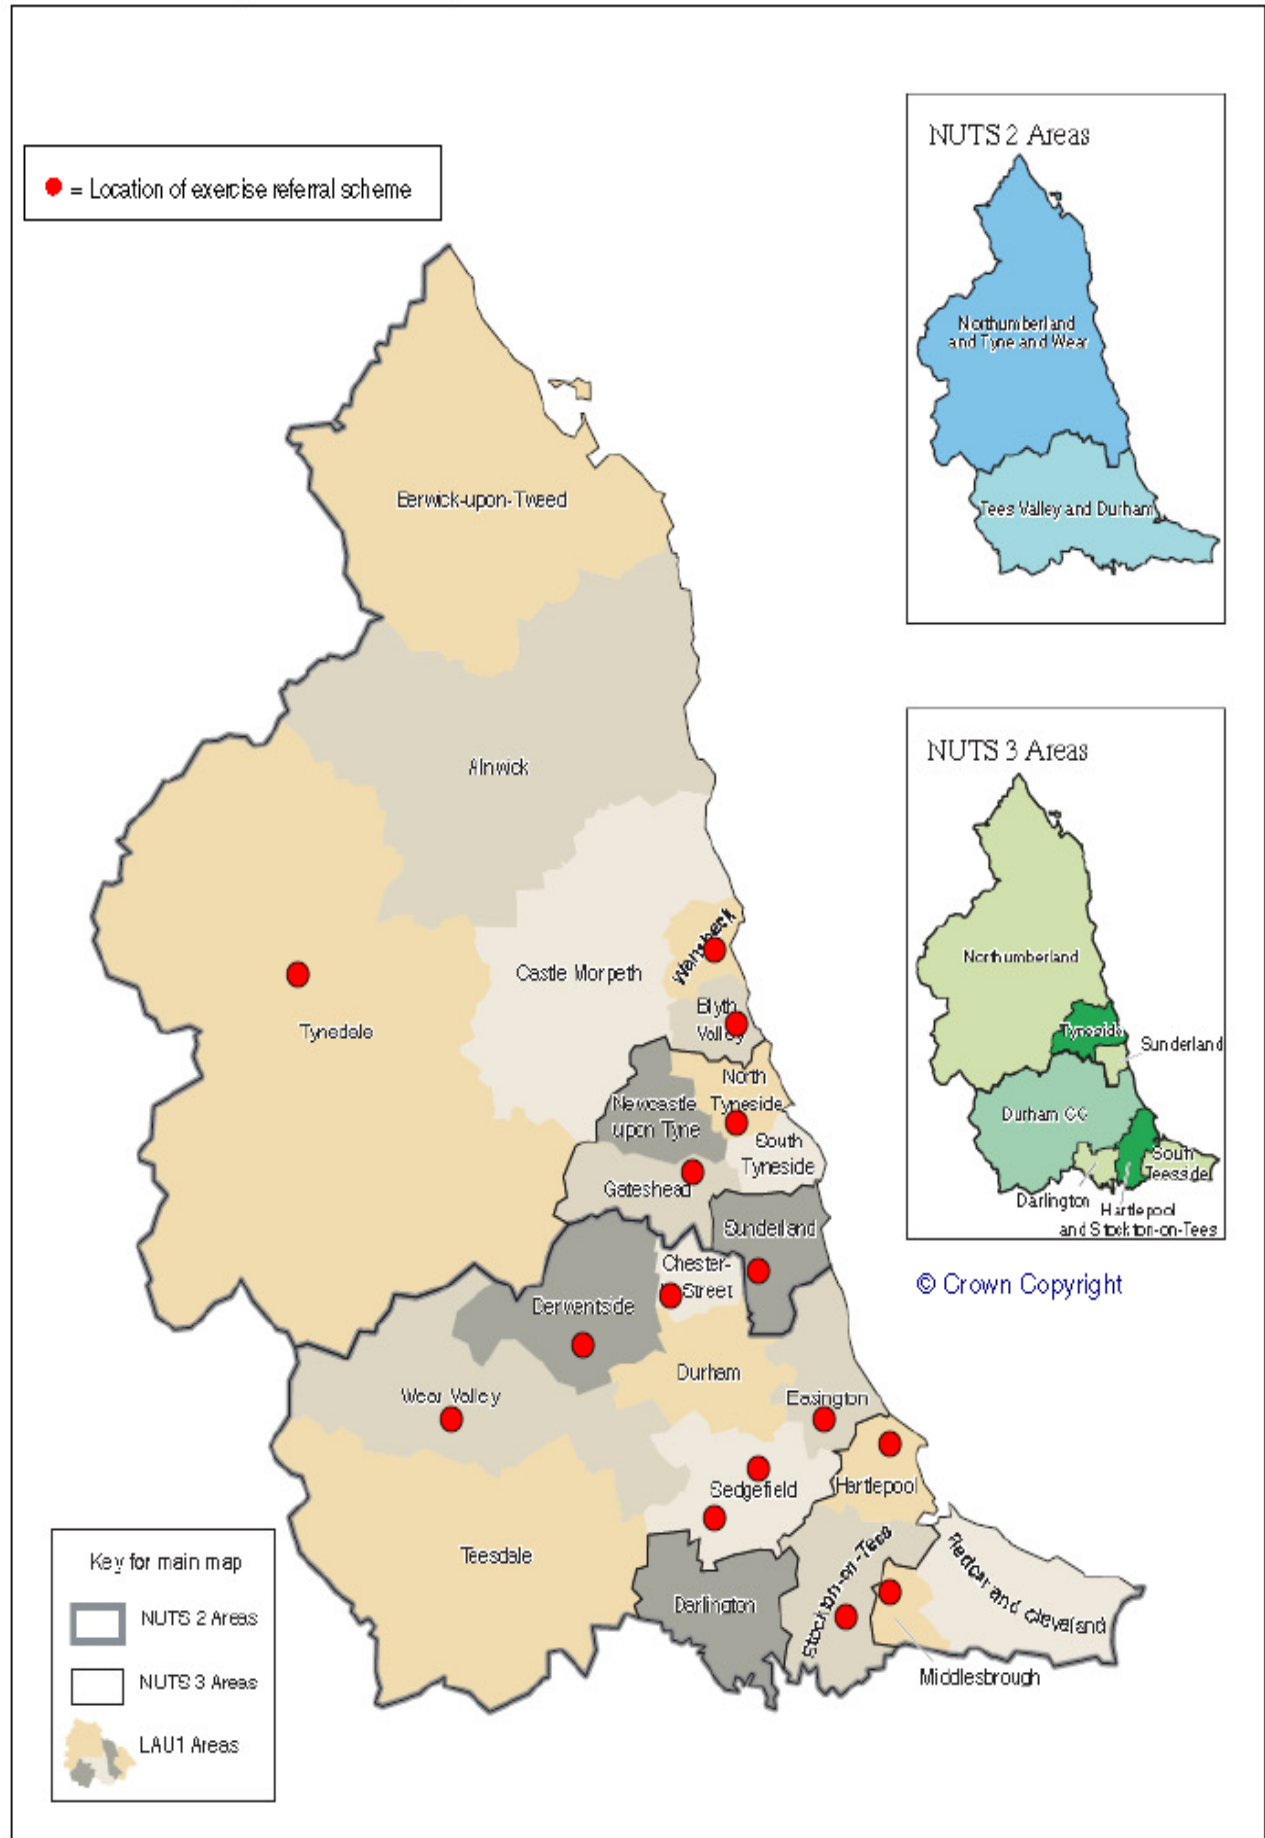 = Location of exercise referral scheme
NUTS 2 Areas
Northumberland
and Tyne and Wear
Tees Valley and Durham
Berwick-upon-Tweed
Alnwick
NUTS 3 Areas
Northumberland
Tyneside
Sunderland
Durham CC
South
Teesside
Darlington
Hartlepool
and Stockton-on-Tees
© Crown Copyright
Wansbeck
Castle Morpeth
Blyth
Valley
Tynedale
North
Tyneside
Newcastle
upon Tyne
South
Tyneside
Gateshead
Sunderland
Chester-
Street
Derwentside
Durham
Wear Valley
Easington
Sedgefield
Hartlepool
Teesdale
Stockton-on-Tees
Redcar and Cleveland
Darlington
Middlesbrough
Key for main map
NUTS 2 Areas
NUTS 3 Areas
LAU1 Areas